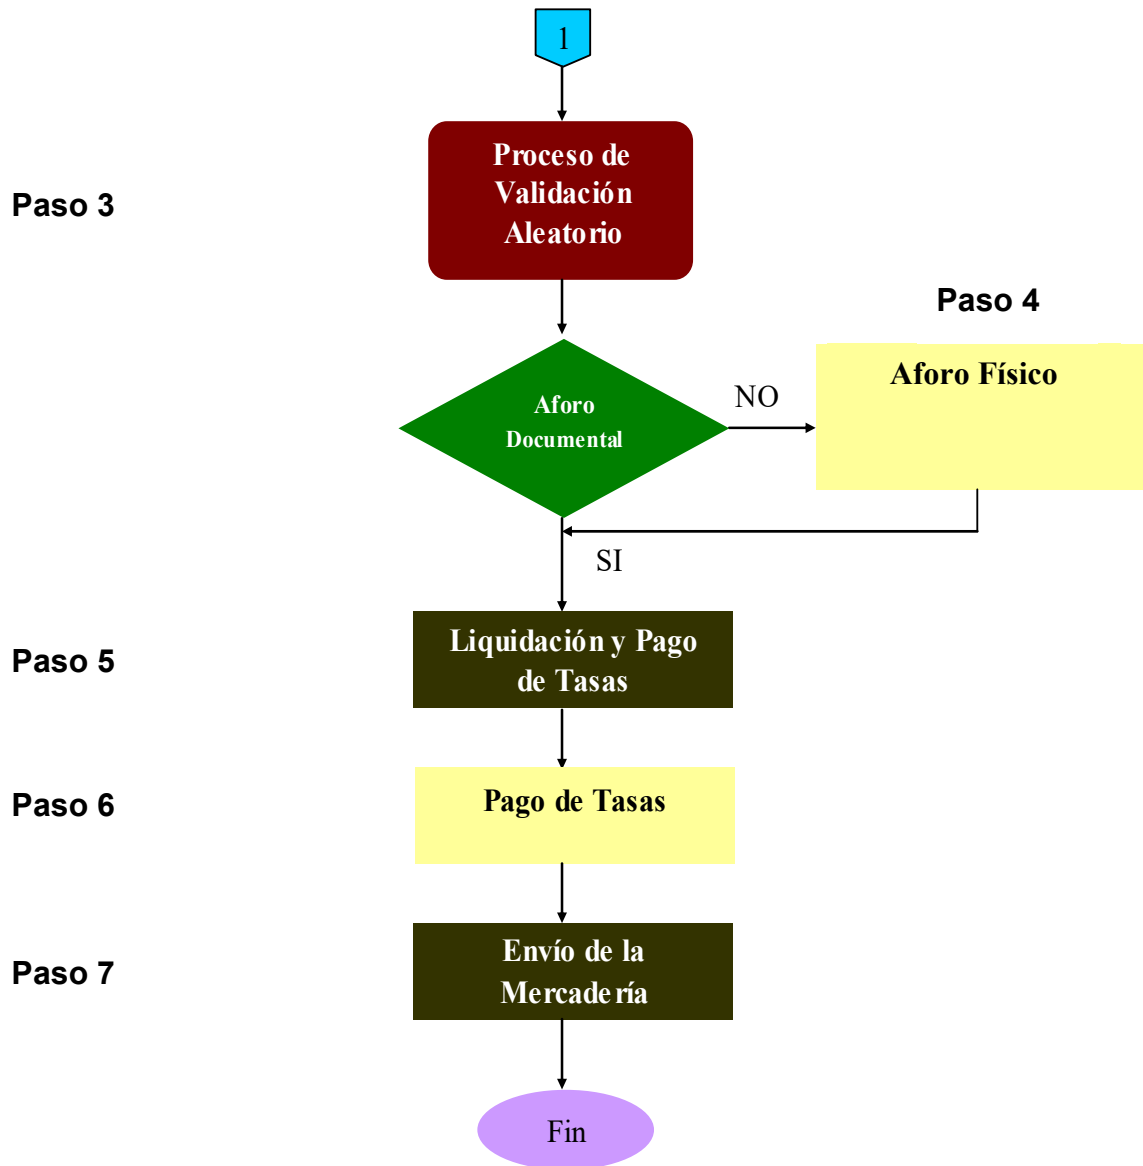 1
Proceso de
Validación
Aleatorio
Paso 3
Paso 4
Aforo Físico
Aforo
Documental
NO
SI
Liquidación y Pago
de Tasas
Paso 5
Pago de Tasas
Paso 6
Envío de la
Mercadería
Paso 7
Fin